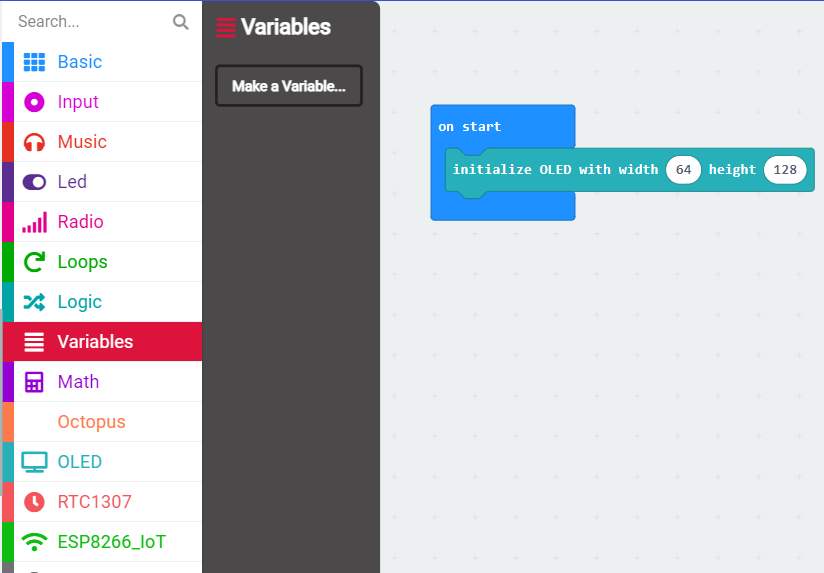 Search...
Basic
Input
Music
Led
Radio
Loops
Logic
Variables
Math
Octopus
OLED
RTC1307
ESP8266_IoT
Variables
Make a Variable...
on start
initialize OLED with width 64 height 128